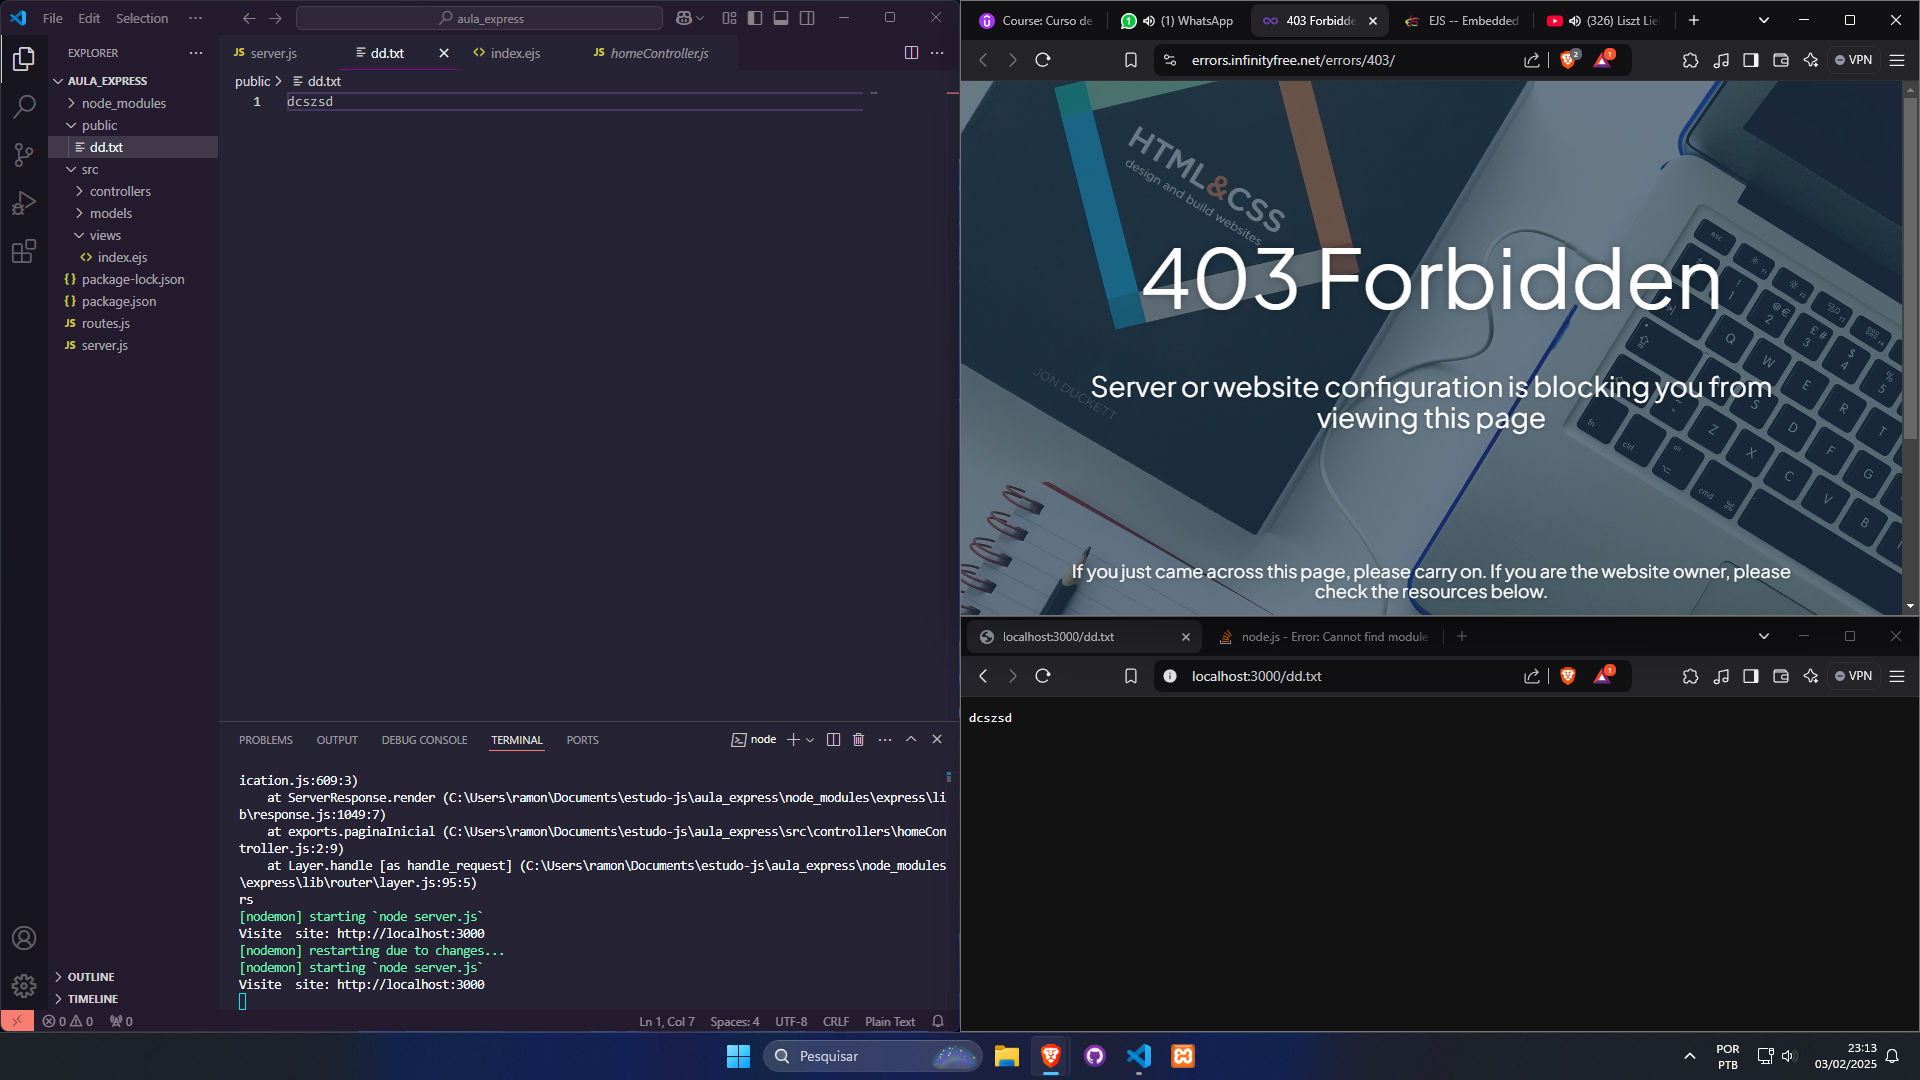 File Edit Selection ···
aula_express
EXPLORER ···
AULA_EXPRESS
node_modules
public
dd.txt
src
controllers
models
views
<> index.ejs
{} package-lock.json
{} package.json
JS routes.js
JS server.js
OUTLINE
TIMELINE
JS server.js
dd.txt
<> index.ejs
JS homeController.js
public > dd.txt
1 dcszsd
PROBLEMS OUTPUT DEBUG CONSOLE TERMINAL PORTS
node
ication.js:609:3)
at ServerResponse.render (C:\Users\ramon\Documents\estudo-js\aula_express\node_modules\express\li
b\response.js:1049:7)
at exports.paginaInicial (C:\Users\ramon\Documents\estudo-js\aula_express\src\controllers\homeCon
troller.js:2:9)
at Layer.handle [as handle_request] (C:\Users\ramon\Documents\estudo-js\aula_express\node_modules
\express\lib\router\layer.js:95:5)
rs
[nodemon] starting `node server.js`
Visite  site: http://localhost:3000
[nodemon] restarting due to changes...
[nodemon] starting `node server.js`
Visite  site: http://localhost:3000
0 0 0
Ln 1, Col 7 Spaces: 4 UTF-8 CRLF Plain Text
Course: Curso de
(1) WhatsApp
403 Forbidde
EJS -- Embedded
(326) Liszt Lie
errors.infinityfree.net/errors/403/
2
1
VPN
HTML&CSS
design and build websites
JON DUCKETT
403 Forbidden
Server or website configuration is blocking you from
viewing this page
If you just came across this page, please carry on. If you are the website owner, please
check the resources below.
localhost:3000/dd.txt
node.js - Error: Cannot find module
localhost:3000/dd.txt
1
VPN
dcszsd
Pesquisar
POR
PTB
23:13
03/02/2025